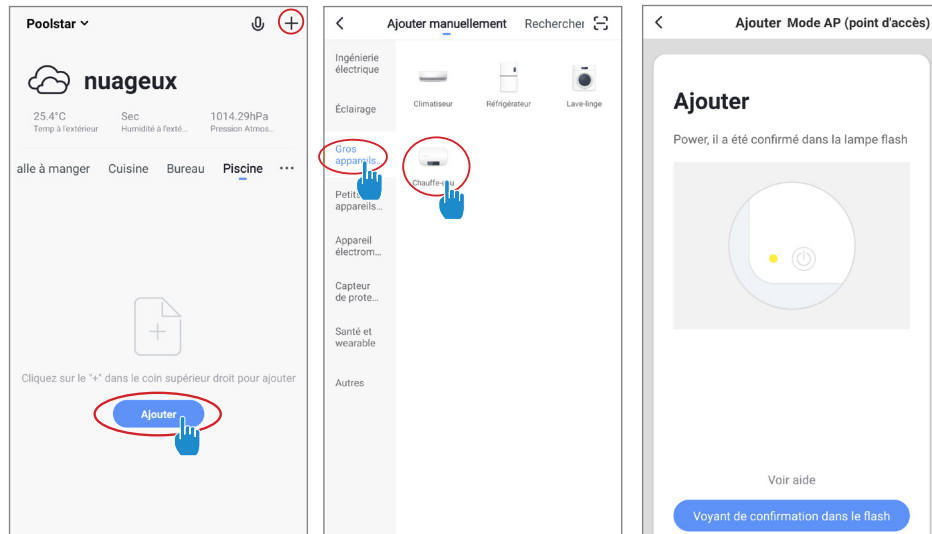 Poolstar
nuageux
25.4°C
Temp à l'extérieur
Sec
Humidité à l'exté...
1014.29hPa
Pression Atmos...
alle à manger Cuisine Bureau Piscine ...
Cliquez sur le "+" dans le coin supérieur droit pour ajouter
Ajouter
Ajouter manuellement Rechercher
Ingénierie
électrique
Éclairage
Gros
appareils...
Petits
appareils...
Appareil
électrom...
Capteur
de prote...
Santé et
wearable
Autres
Climatiseur
Réfrigérateur
Lave-linge
Chauffe-eau
Ajouter Mode AP (point d'accès)
Ajouter
Power, il a été confirmé dans la lampe flash
Voir aide
Voyant de confirmation dans le flash